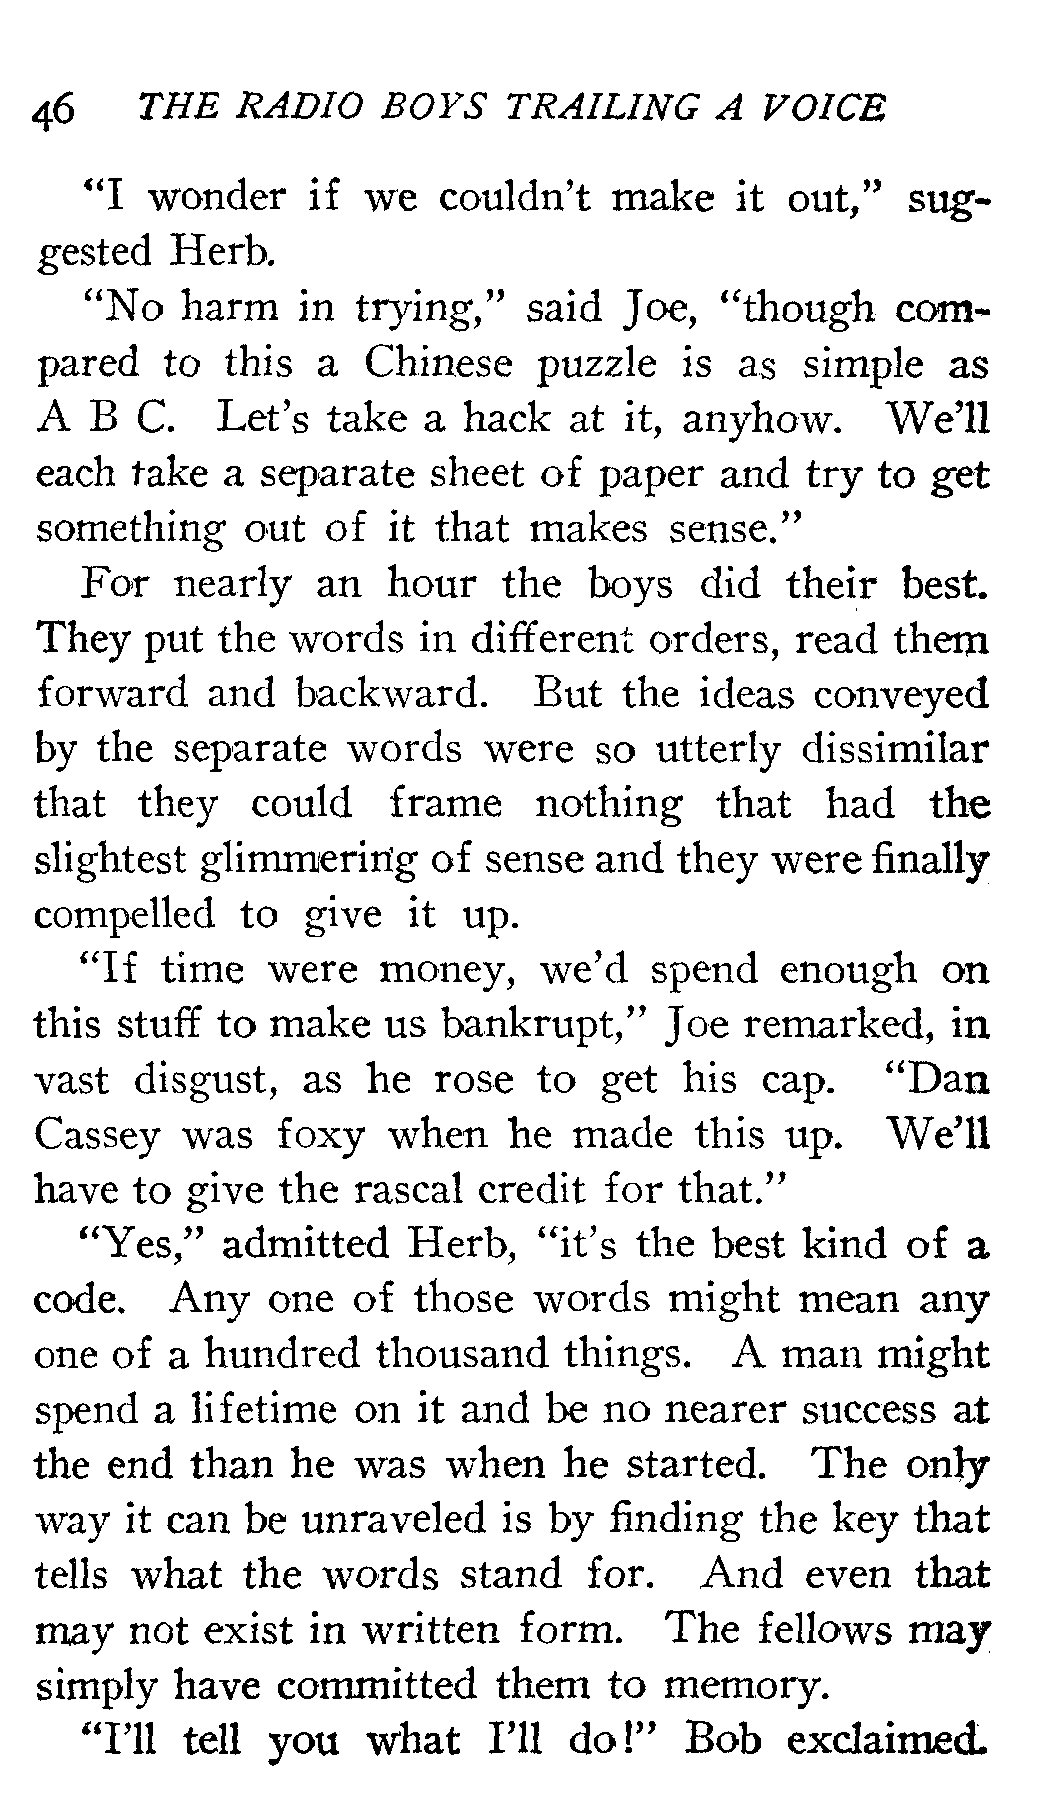 46 THE RADIO BOYS TRAILING A VOICE
"I wonder if we couldn't make it out," sug-
gested Herb.
"No harm in trying," said Joe, "though com-
pared to this a Chinese puzzle is as simple as
A B C. Let's take a hack at it, anyhow. We'll
each take a separate sheet of paper and try to get
something out of it that makes sense."
For nearly an hour the boys did their best.
They put the words in different orders, read them
forward and backward. But the ideas conveyed
by the separate words were so utterly dissimilar
that they could frame nothing that had the
slightest glimmering of sense and they were finally
compelled to give it up.
"If time were money, we'd spend enough on
this stuff to make us bankrupt," Joe remarked, in
vast disgust, as he rose to get his cap. "Dan
Cassey was foxy when he made this up. We'll
have to give the rascal credit for that."
"Yes," admitted Herb, "it's the best kind of a
code. Any one of those words might mean any
one of a hundred thousand things. A man might
spend a lifetime on it and be no nearer success at
the end than he was when he started. The only
way it can be unraveled is by finding the key that
tells what the words stand for. And even that
may not exist in written form. The fellows may
simply have committed them to memory.
"I'll tell you what I'll do!" Bob exclaimed.